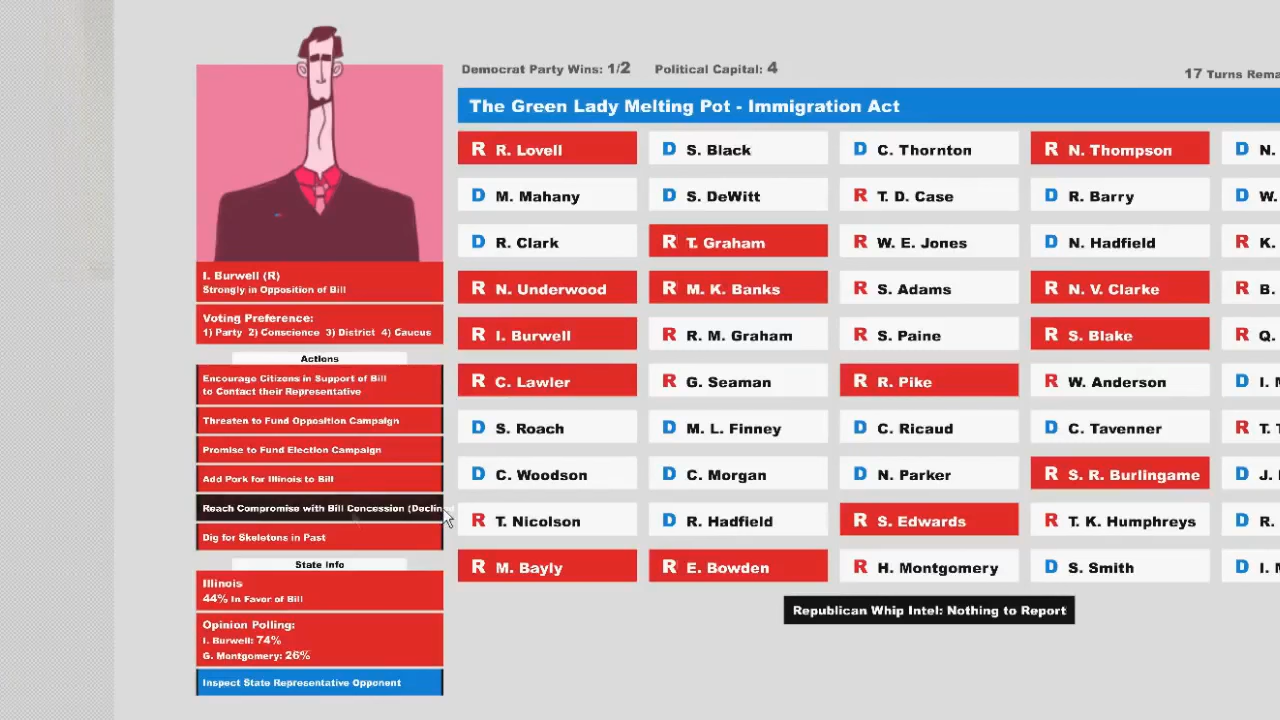 Democrat Party Wins: 1/2 Political Capital: 4
17 Turns
The Green Lady Melting Pot - Immigration Act
R R. Lovell D S. Black D C. Thornton R N. Thompson D N.
D M. Mahany D S. DeWitt R T. D. Case D R. Barry D W.
D R. Clark R T. Graham R W. E. Jones D N. Hadfield R K.
R N. Underwood R M. K. Banks R S. Adams R N. V. Clarke R B.
R I. Burwell R R. M. Graham R S. Paine R S. Blake R Q.
R C. Lawler R G. Seaman R R. Pike R W. Anderson D I.
D S. Roach D M. L. Finney D C. Ricaud D C. Tavenner R T.
D C. Woodson D C. Morgan D N. Parker R S. R. Burlingame D J.
R T. Nicolson D R. Hadfield R S. Edwards R T. K. Humphreys D R.
R M. Bayly R E. Bowden R H. Montgomery D S. Smith D I.
Republican Whip Intel: Nothing to Report
I. Burwell (R)
Strongly in Opposition of Bill
Voting Preference:
1) Party 2) Conscience 3) District 4) Caucus
Actions
Encourage Citizens in Support of Bill
to Contact their Representative
Threaten to Fund Opposition Campaign
Promise to Fund Election Campaign
Add Pork for Illinois to Bill
Reach Compromise with Bill Concession
Dig for Skeletons in Past
State Info
Illinois
44% In Favor of Bill
Opinion Polling:
I. Burwell: 74%
G. Montgomery: 26%
Inspect State Representative Opponent